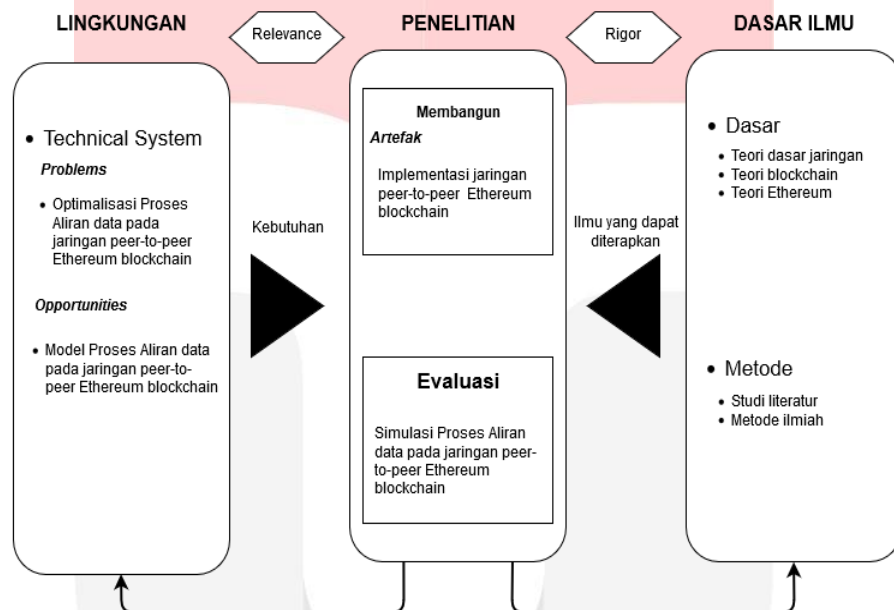 LINGKUNGAN
Relevance
PENELITIAN
Rigor
DASAR ILMU
• Technical System
Problems
• Optimalisasi Proses
Aliran data pada
jaringan peer-to-peer
Ethereum blockchain
Opportunities
• Model Proses Aliran data
pada jaringan peer-to-
peer Ethereum blockchain
Kebutuhan
Membangun
Artefak
Implementasi jaringan
peer-to-peer Ethereum
blockchain
Evaluasi
Simulasi Proses Aliran
data pada jaringan peer-
to-peer Ethereum
blockchain
Ilmu yang dapat
diterapkan
• Dasar
• Teori dasar jaringan
• Teori blockchain
• Teori Ethereum
• Metode
• Studi literatur
• Metode ilmiah